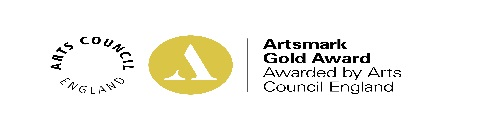 ARTS COUNCIL
ENGLAND
A
Artsmark
Gold Award
Awarded by Arts
Council England